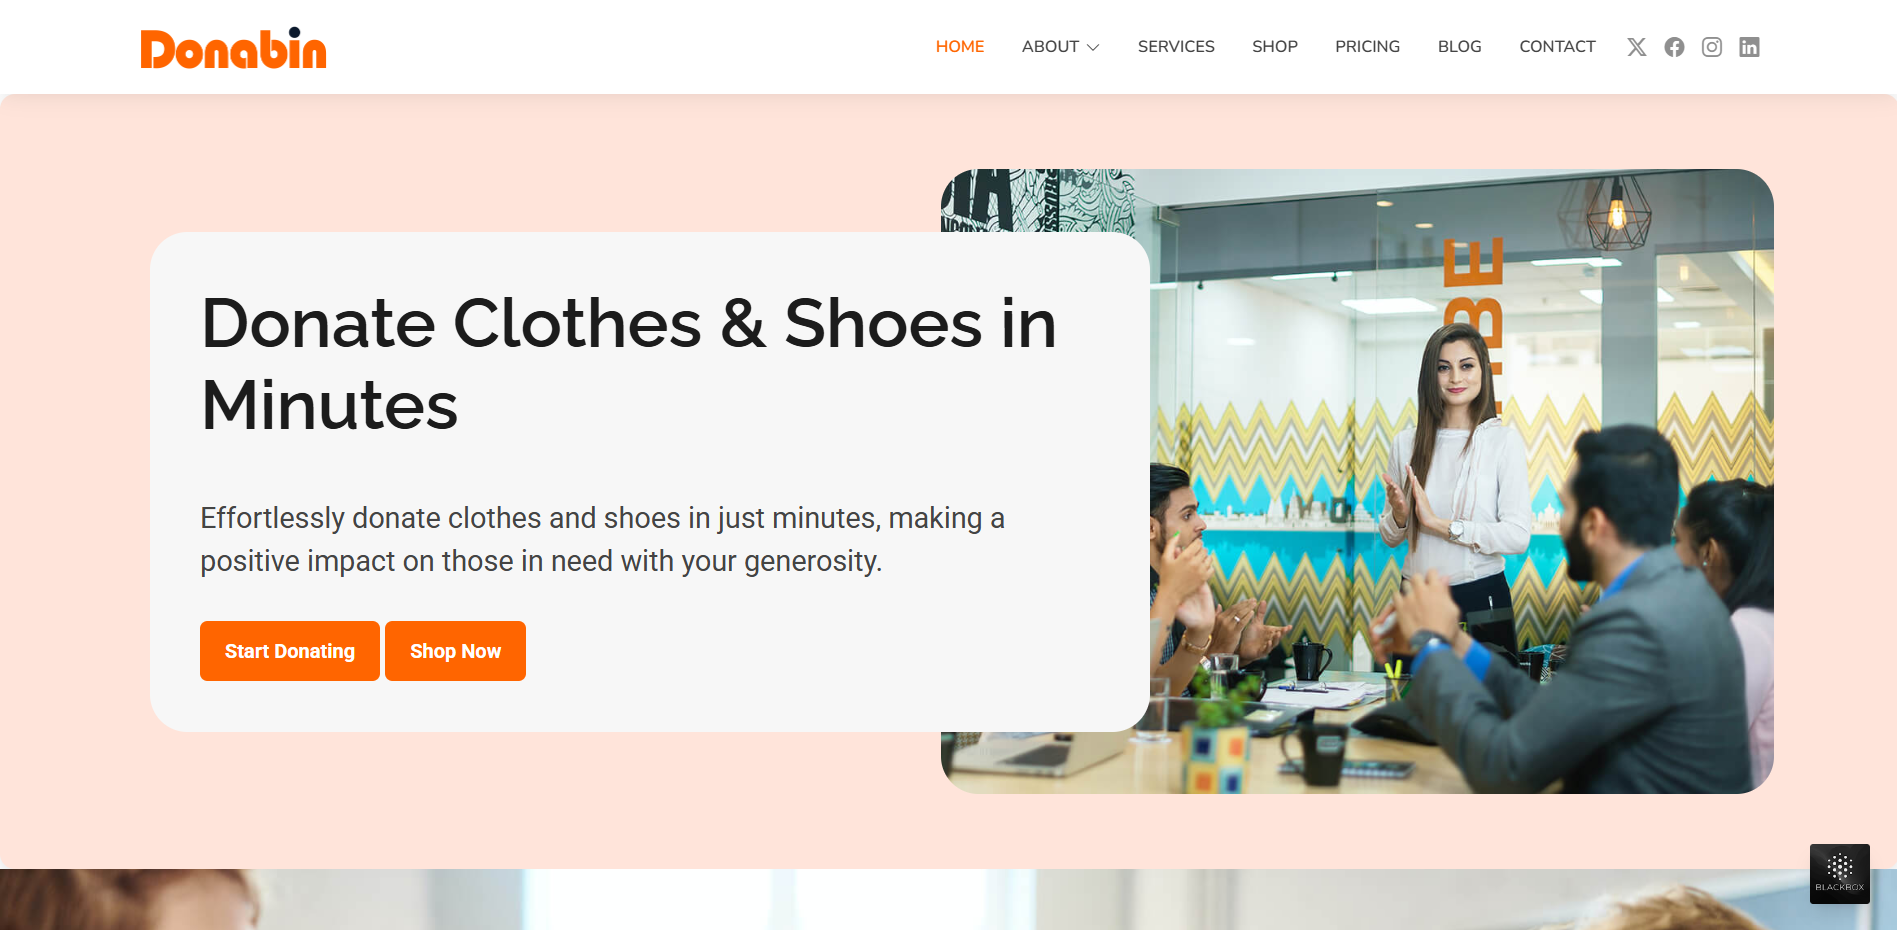 Donabin
HOME ABOUT SERVICES SHOP PRICING BLOG CONTACT
Donate Clothes & Shoes in
Minutes
Effortlessly donate clothes and shoes in just minutes, making a
positive impact on those in need with your generosity.
Start Donating Shop Now
BLACKBOX